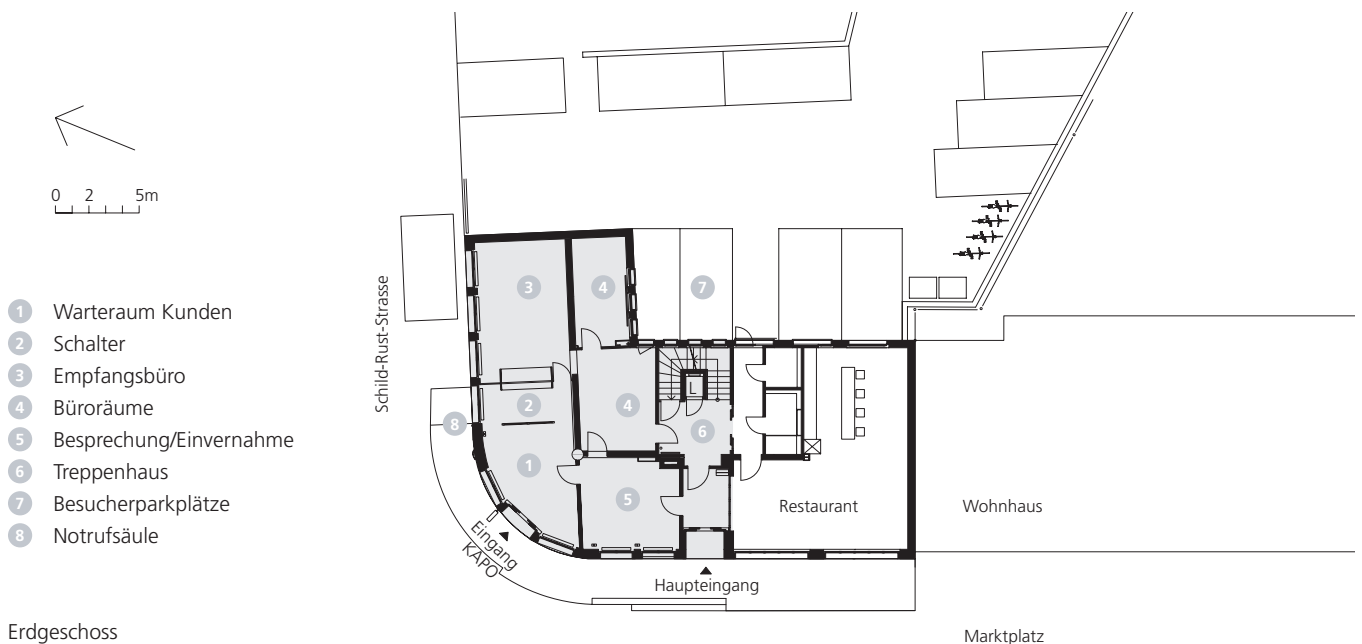 0 2 5m
1 Warteraum Kunden
2 Schalter
3 Empfangsbüro
4 Büroräume
5 Besprechung/Einvernahme
6 Treppenhaus
7 Besucherparkplätze
8 Notrufsäule
Erdgeschoss
Schild-Rust-Strasse
3
4
7
2
4
L
6
8
1
5
Restaurant
Wohnhaus
Eingang
KAPO
Haupteingang
Marktplatz